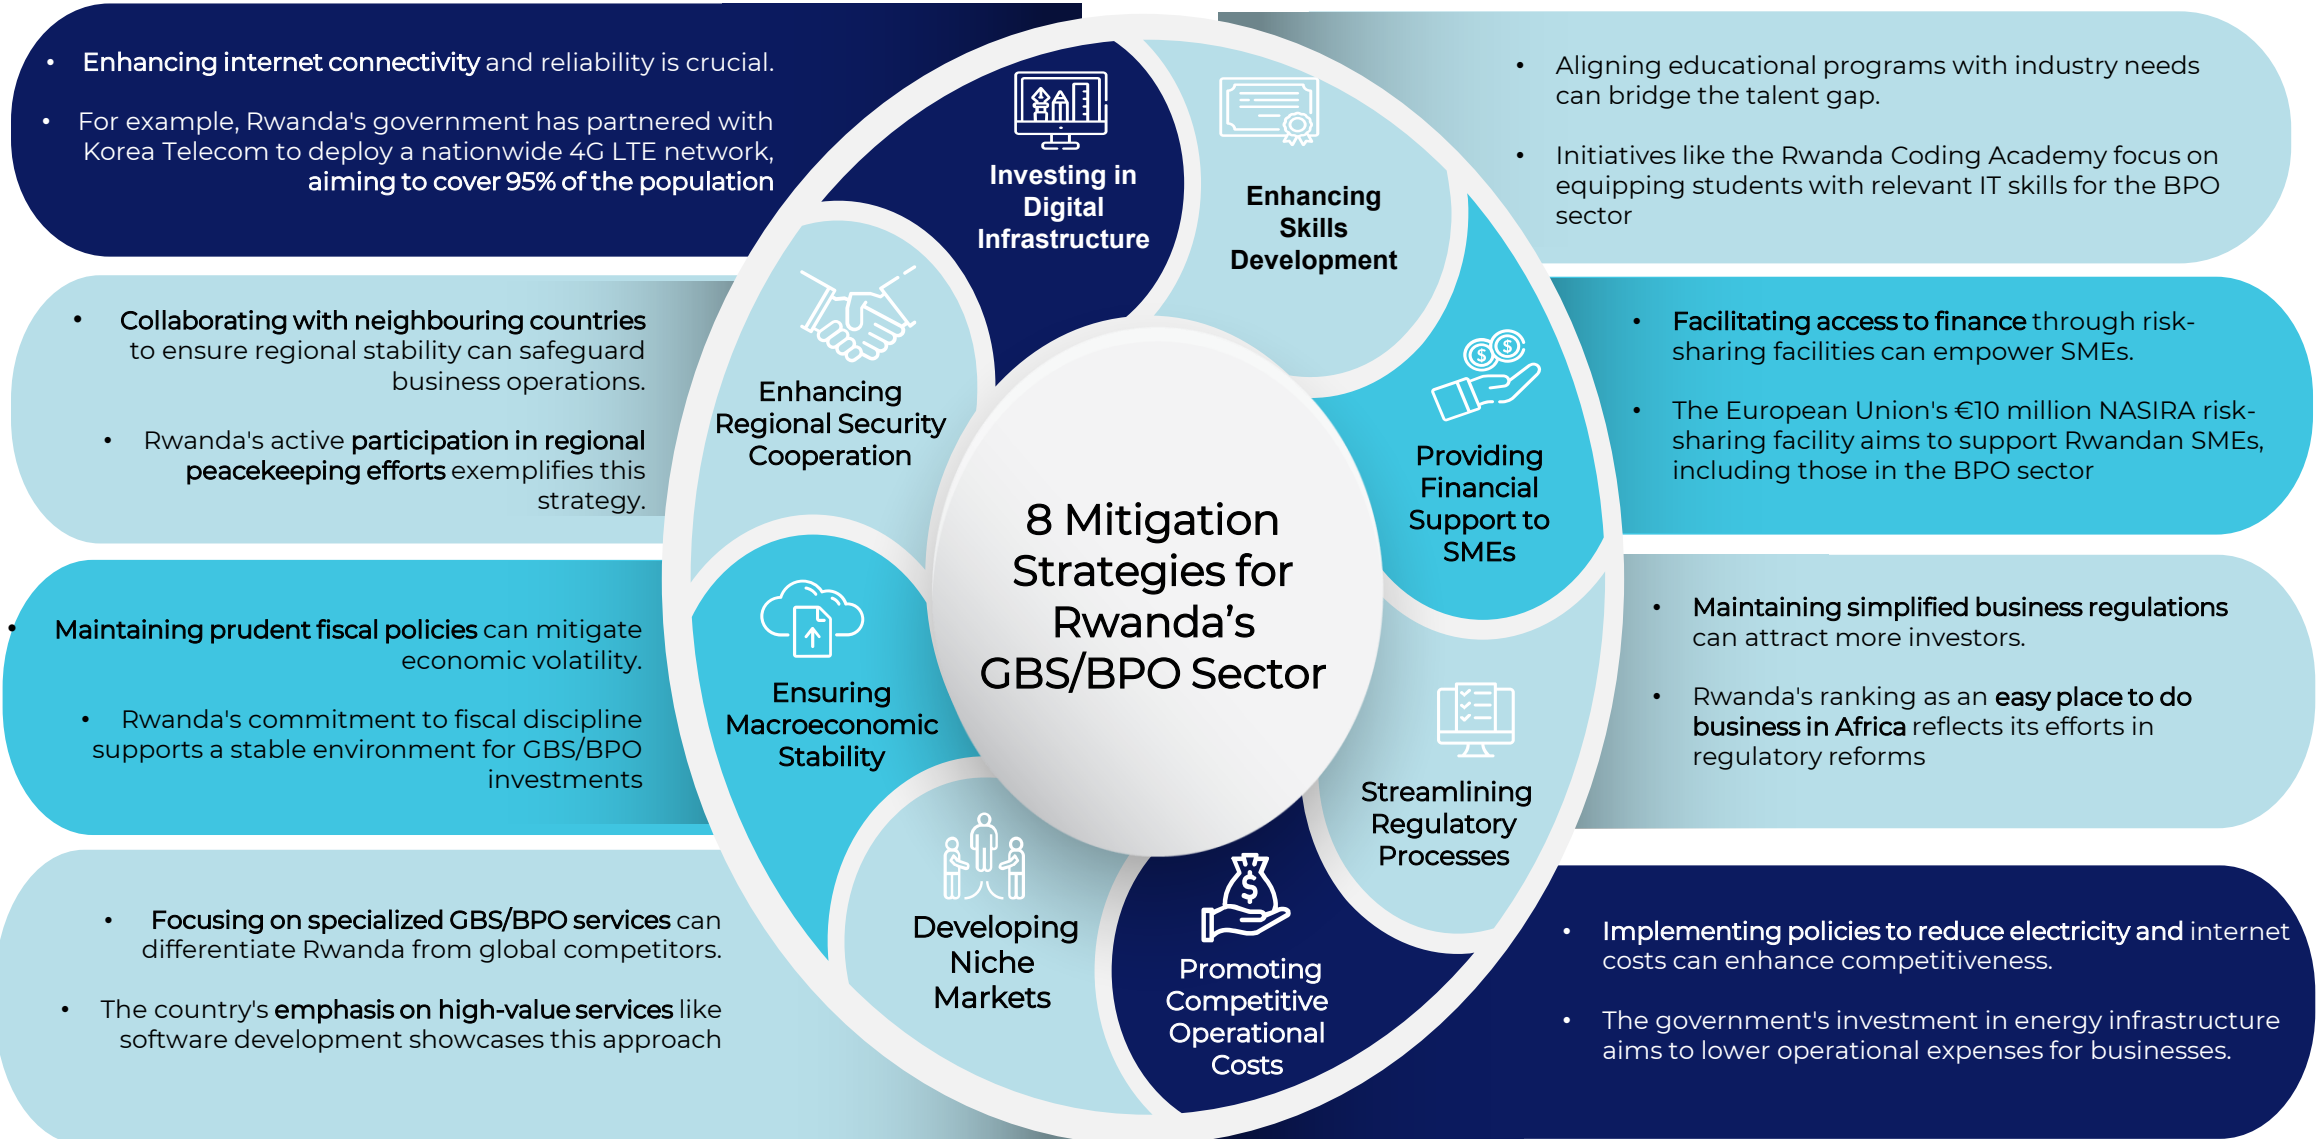 • Enhancing internet connectivity and reliability is crucial.
• For example, Rwanda's government has partnered with
Korea Telecom to deploy a nationwide 4G LTE network,
aiming to cover 95% of the population
Investing in
Digital
Infrastructure
• Aligning educational programs with industry needs
can bridge the talent gap.
• Initiatives like the Rwanda Coding Academy focus on
equipping students with relevant IT skills for the BPO
sector
Enhancing
Skills
Development
• Collaborating with neighbouring countries
to ensure regional stability can safeguard
business operations.
• Rwanda's active participation in regional
peacekeeping efforts exemplifies this
strategy.
Enhancing
Regional Security
Cooperation
• Facilitating access to finance through risk-
sharing facilities can empower SMEs.
• The European Union's €10 million NASIRA risk-
sharing facility aims to support Rwandan SMEs,
including those in the BPO sector
Providing
Financial
Support to
SMEs
8 Mitigation
Strategies for
Rwanda’s
GBS/BPO Sector
• Maintaining prudent fiscal policies can mitigate
economic volatility.
• Rwanda's commitment to fiscal discipline
supports a stable environment for GBS/BPO
investments
Ensuring
Macroeconomic
Stability
• Maintaining simplified business regulations
can attract more investors.
• Rwanda's ranking as an easy place to do
business in Africa reflects its efforts in
regulatory reforms
Streamlining
Regulatory
Processes
• Focusing on specialized GBS/BPO services can
differentiate Rwanda from global competitors.
• The country's emphasis on high-value services like
software development showcases this approach
Developing
Niche
Markets
$
Promoting
Competitive
Operational
Costs
• Implementing policies to reduce electricity and internet
costs can enhance competitiveness.
• The government's investment in energy infrastructure
aims to lower operational expenses for businesses.